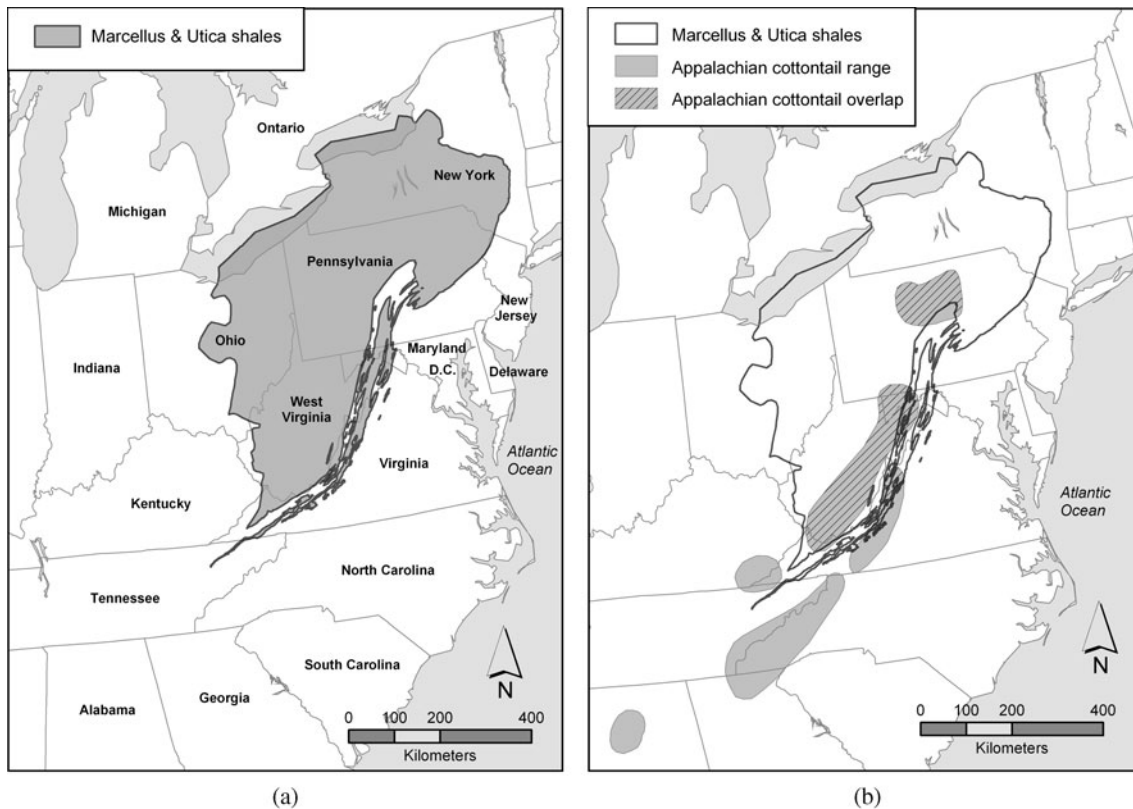 Marcellus & Utica shales
Ontario
New York
Michigan
Pennsylvania
New
Jersey
Ohio
Maryland
D.C.
Delaware
Indiana
West
Virginia
Atlantic
Ocean
Virginia
Kentucky
North Carolina
Tennessee
South Carolina
N
Georgia
Alabama
0 100 200 400
Kilometers
(a)
Marcellus & Utica shales
Appalachian cottontail range
Appalachian cottontail overlap
Atlantic
Ocean
N
0 100 200 400
Kilometers
(b)